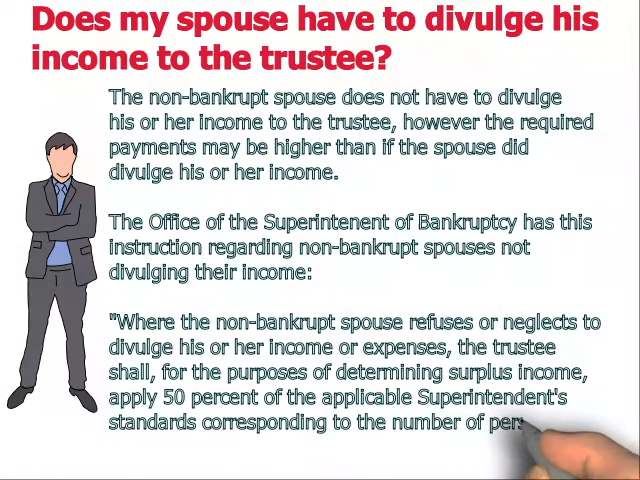 Does my spouse have to divulge his
income to the trustee?
The non-bankrupt spouse does not have to divulge
his or her income to the trustee, however the required
payments may be higher than if the spouse did
divulge his or her income.
The Office of the Superintenent of Bankruptcy has this
instruction regarding non-bankrupt spouses not
divulging their income:
"Where the non-bankrupt spouse refuses or neglects to
divulge his or her income or expenses, the trustee
shall, for the purposes of determining surplus income,
apply 50 percent of the applicable Superintendent's
standards corresponding to the number of